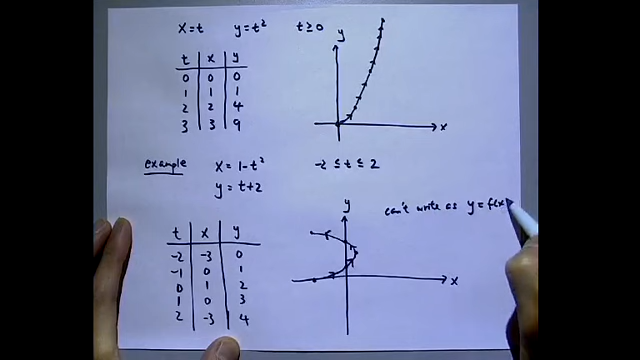 x=t y=t² t≥0
y
t x y
0 0 0
1 1 1
2 2 4
3 3 9
x
example x=1-t² -2≤t≤2
y=t+2
y
can't write as y=f(x
t x y
-2 -3 0
-1 0 1
0 1 2
1 0 3
2 -3 4
x